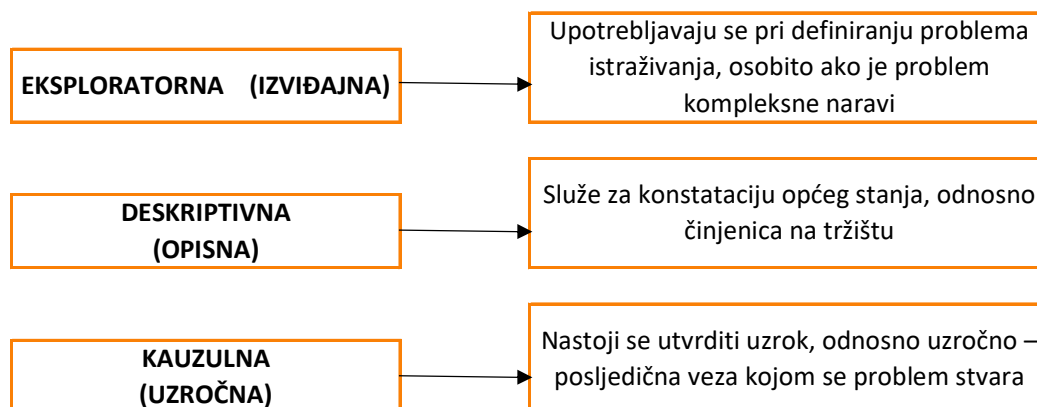 EKSPLORATORNA (IZVIĐAJNA)
Upotrebljavaju se pri definiranju problema
istraživanja, osobito ako je problem
kompleksne naravi
DESKRIPTIVNA
(OPISNA)
Služe za konstataciju općeg stanja, odnosno
činjenica na tržištu
KAUZULNA
(UZROČNA)
Nastoji se utvrditi uzrok, odnosno uzročno –
posljedična veza kojom se problem stvara